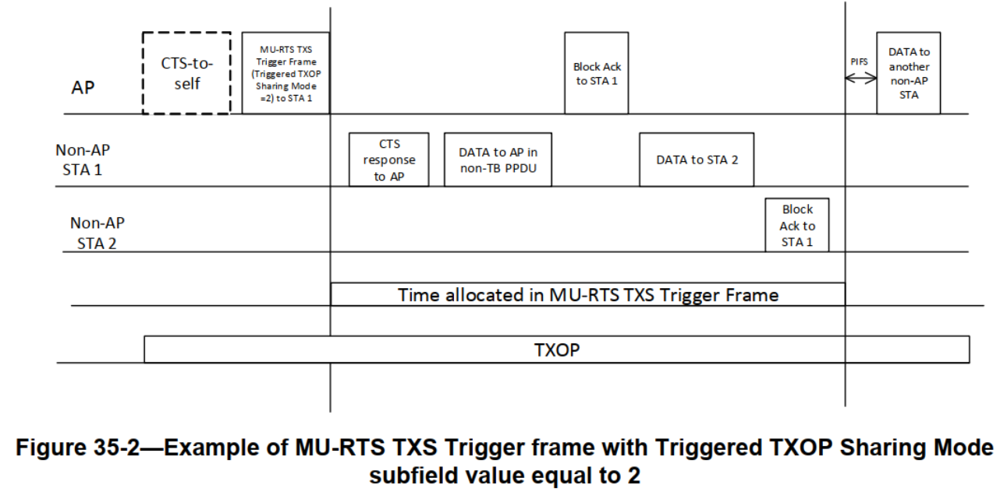 AP
CTS-to-
self
MU-RTS TXS
Trigger Frame
(Triggered TXOP
Sharing Mode
=2) to STA 1
Block Ack
to STA 1
PIFS
DATA to
another
non-AP
STA
Non-AP
STA 1
CTS
response
to AP
DATA to AP in
non-TB PPDU
DATA to STA 2
Non-AP
STA 2
Block
Ack to
STA 1
Time allocated in MU-RTS TXS Trigger Frame
TXOP
Figure 35-2—Example of MU-RTS TXS Trigger frame with Triggered TXOP Sharing Mode
subfield value equal to 2